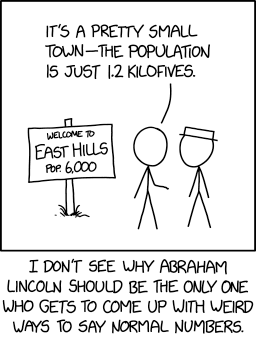 IT'S A PRETTY SMALL
TOWN—THE POPULATION
IS JUST 1.2 KILOFIVES.
WELCOME TO
EAST HILLS
POP. 6,000
I DON'T SEE WHY ABRAHAM
LINCOLN SHOULD BE THE ONLY ONE
WHO GETS TO COME UP WITH WEIRD
WAYS TO SAY NORMAL NUMBERS.